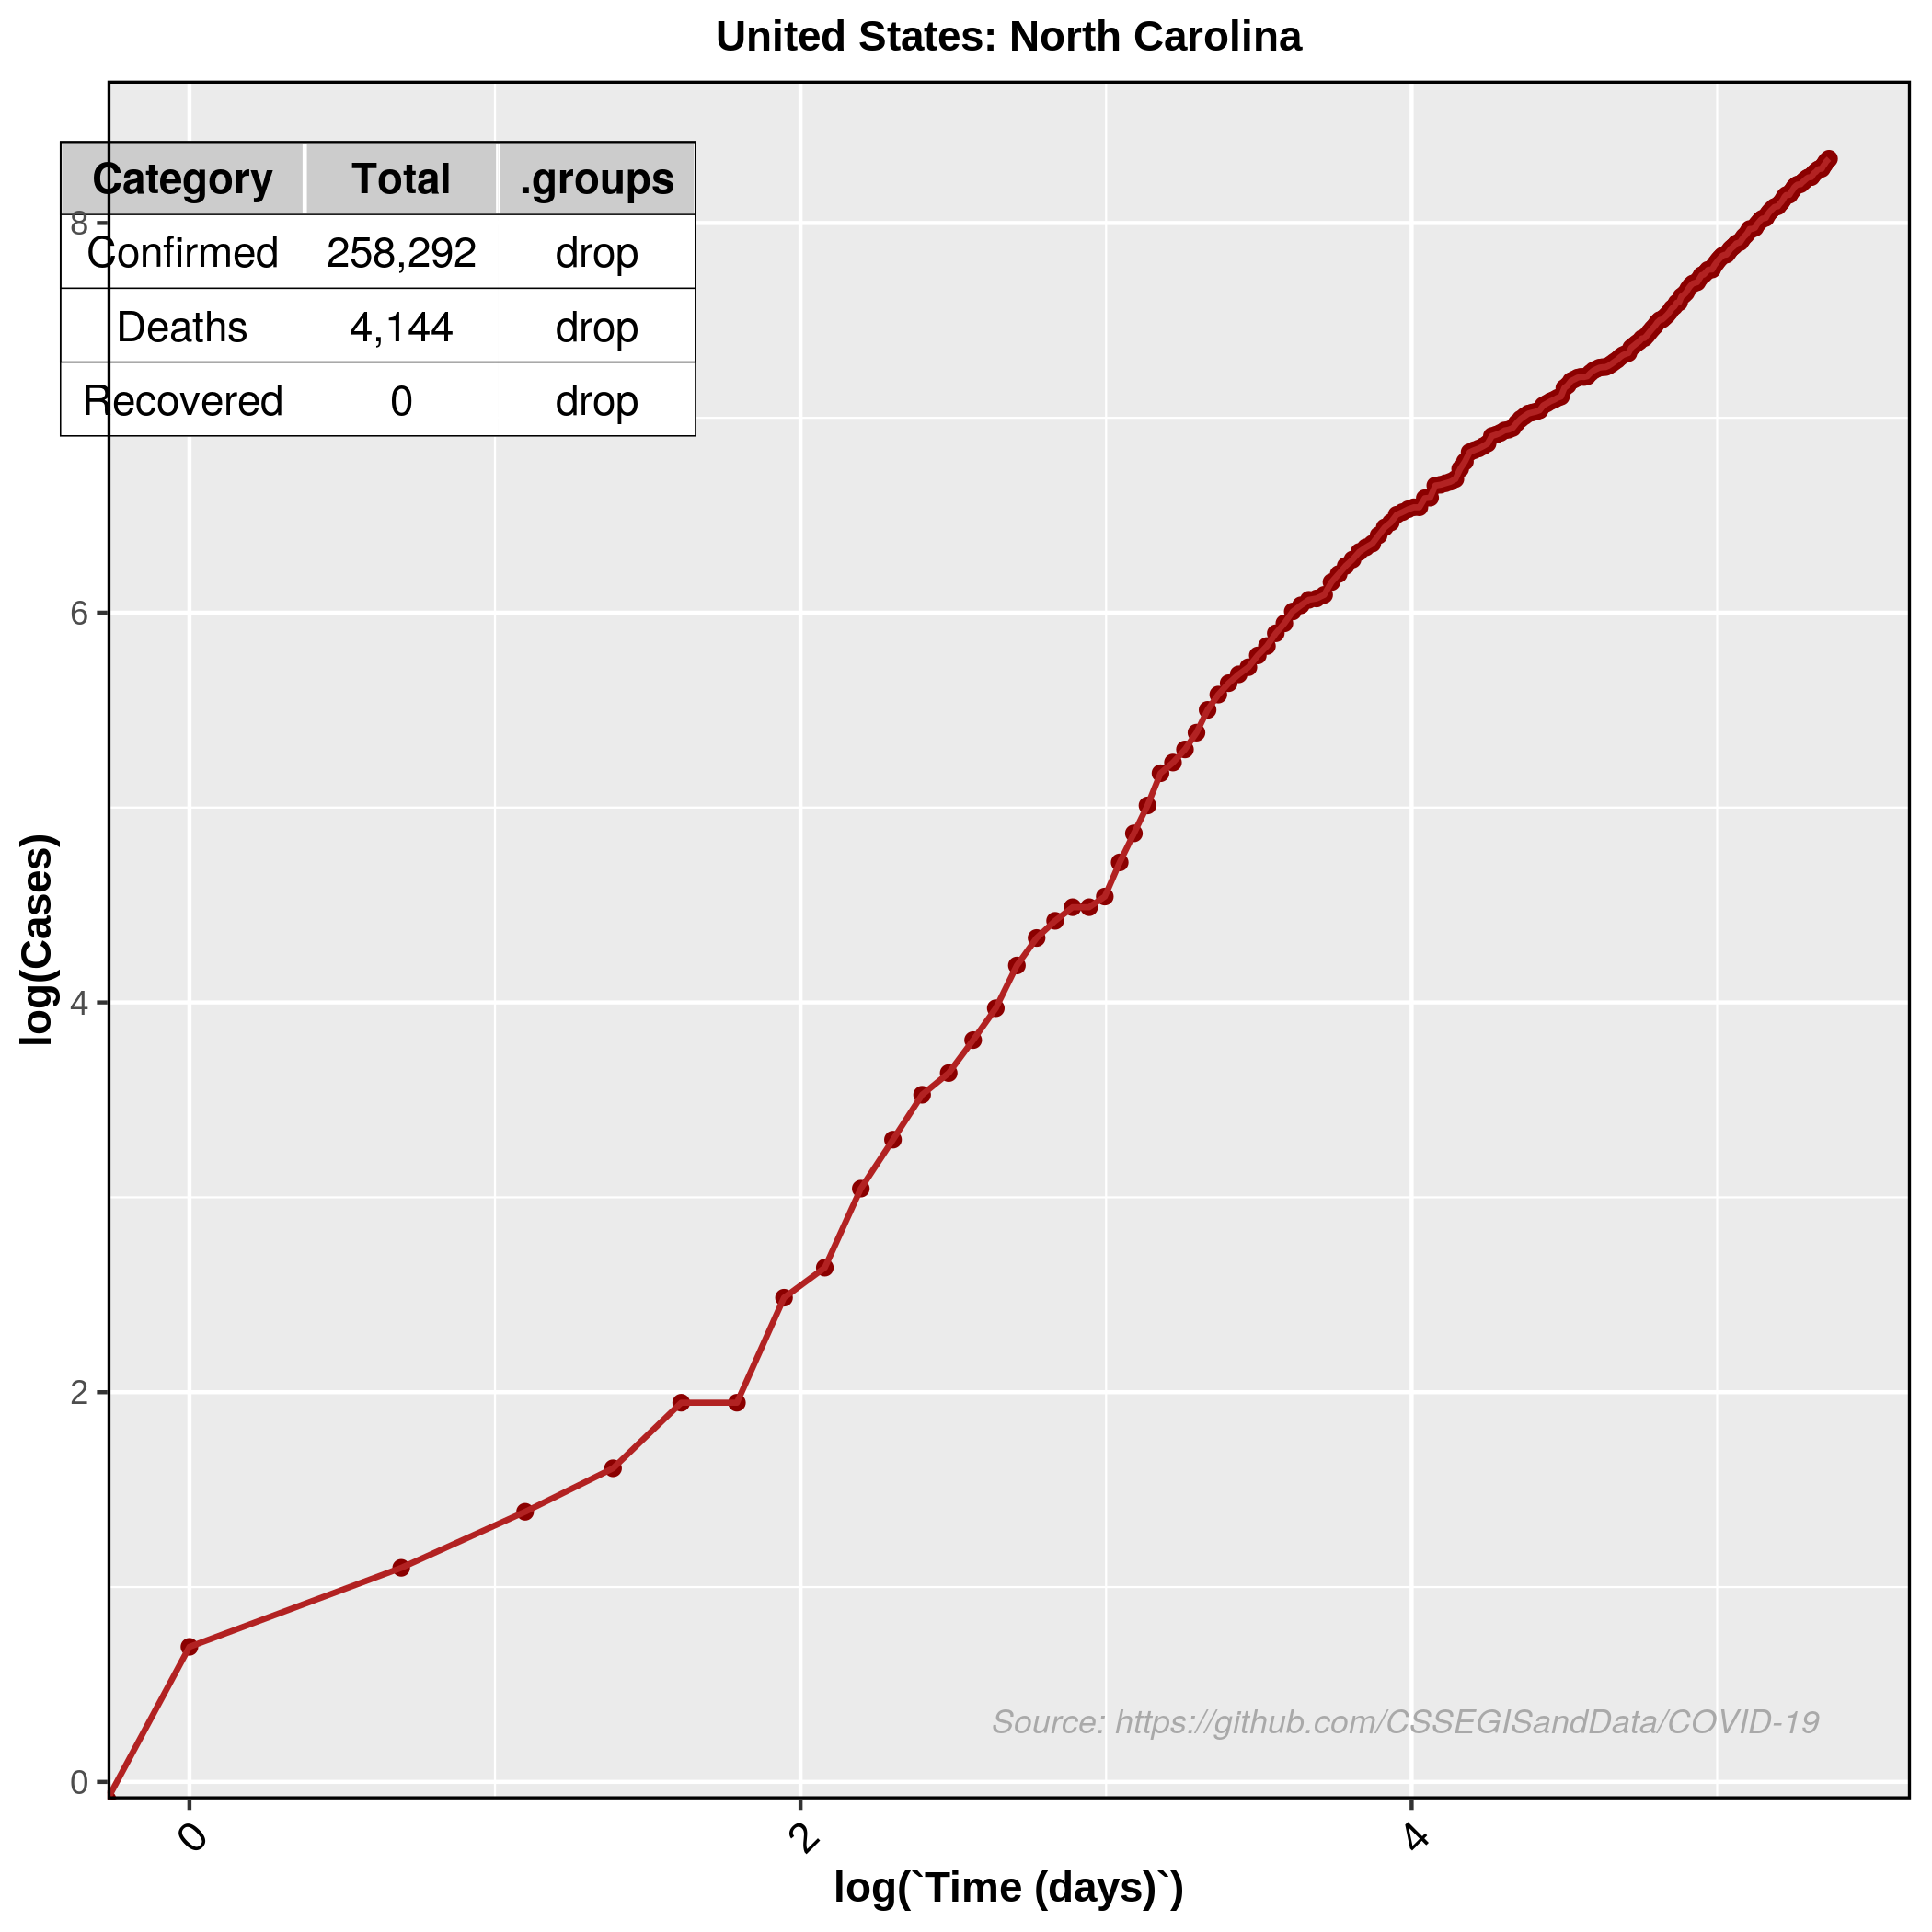 United States: North Carolina
Category Total .groups
Confirmed 258,292 drop
Deaths 4,144 drop
Recovered 0 drop
8
6
4
2
0
log(Cases)
Source: https://github.com/CSSEGISandData/COVID-19
0 2 4
log(`Time (days)`)